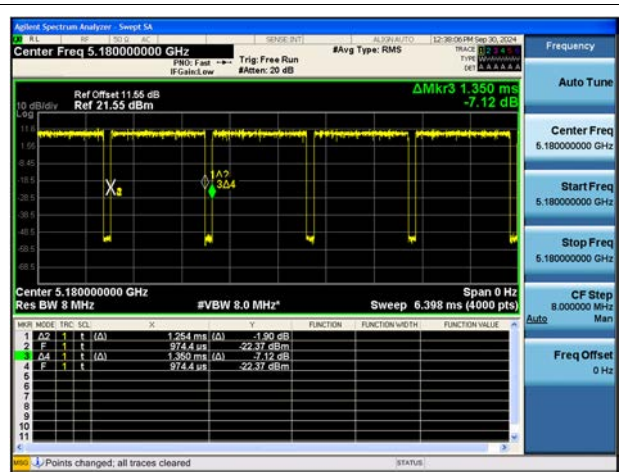 Agilent Spectrum Analyzer - Swept SA
RL RF 50 Ω AC SENSE:INT ALIGN AUTO 12:38:06 PM Sep 30, 2024
Center Freq 5.180000000 GHz #Avg Type: RMS TRACE 1 2 3 4 5 6
PNO: Fast Trig: Free Run TYPE
IFGain:Low #Atten: 20 dB DET A A A A A A
ΔMkr3 1.350 ms
Ref Offset 11.55 dB
10 dB/div Ref 21.55 dBm -7.12 dB
Log
11.6
1.55
-8.45
-18.5
-28.5
-38.5
-48.5
-58.5
-68.5
X2
1Δ2
3Δ4
Center 5.180000000 GHz Span 0 Hz
Res BW 8 MHz #VBW 8.0 MHz* Sweep 6.398 ms (4000 pts)
MKR MODE TRC SCL X Y FUNCTION FUNCTION WIDTH FUNCTION VALUE
1 Δ2 1 t (Δ) 1.254 ms (Δ) -1.90 dB
2 F 1 t 974.4 µs -22.37 dBm
3 Δ4 1 t (Δ) 1.350 ms (Δ) -7.12 dB
4 F 1 t 974.4 µs -22.37 dBm
5
6
7
8
9
10
11
MSG Points changed; all traces cleared STATUS
Frequency
Auto Tune
Center Freq
5.180000000 GHz
Start Freq
5.180000000 GHz
Stop Freq
5.180000000 GHz
CF Step
8.000000 MHz
Auto Man
Freq Offset
0 Hz